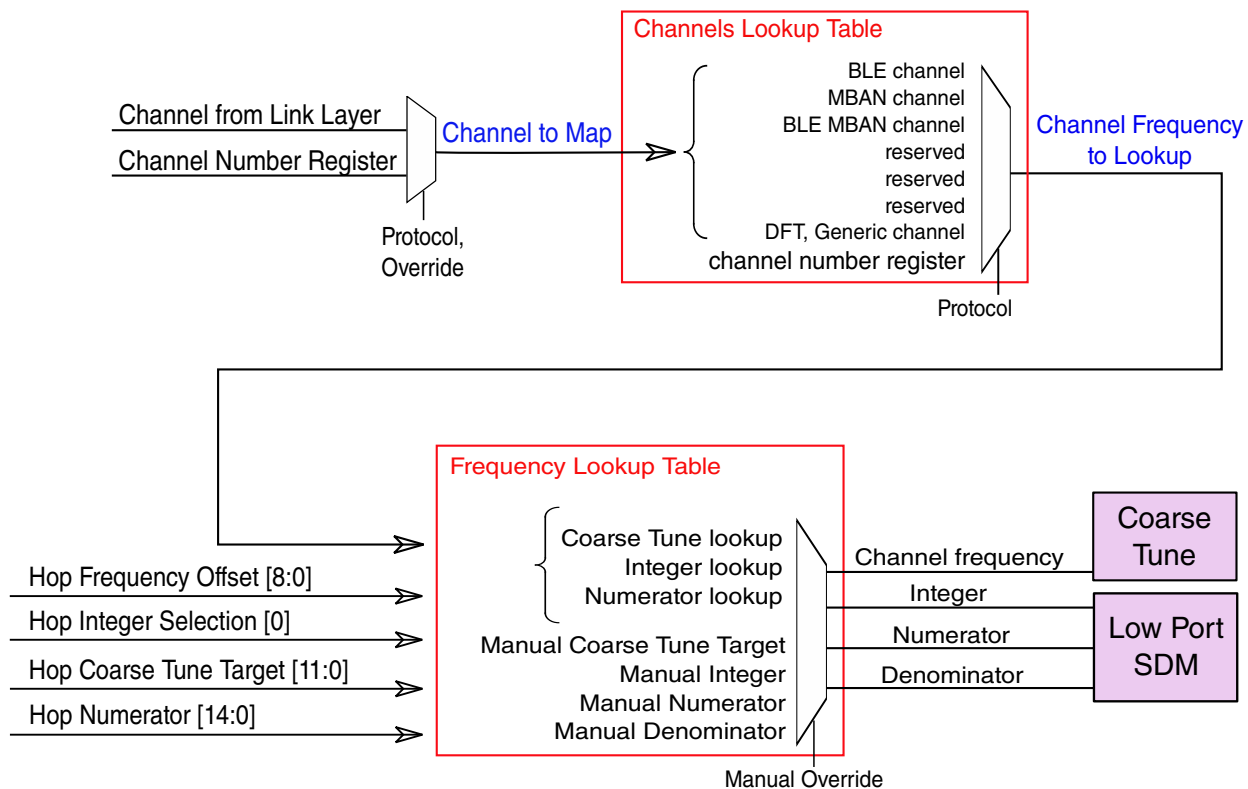 Channels Lookup Table
Channel from Link Layer
Channel Number Register
Protocol,
Override
Channel to Map
BLE channel
MBAN channel
BLE MBAN channel
reserved
reserved
reserved
DFT, Generic channel
channel number register
Protocol
Channel Frequency
to Lookup
Frequency Lookup Table
Hop Frequency Offset [8:0]
Hop Integer Selection [0]
Hop Coarse Tune Target [11:0]
Hop Numerator [14:0]
Coarse Tune lookup
Integer lookup
Numerator lookup
Manual Coarse Tune Target
Manual Integer
Manual Numerator
Manual Denominator
Manual Override
Channel frequency
Integer
Numerator
Denominator
Coarse
Tune
Low Port
SDM